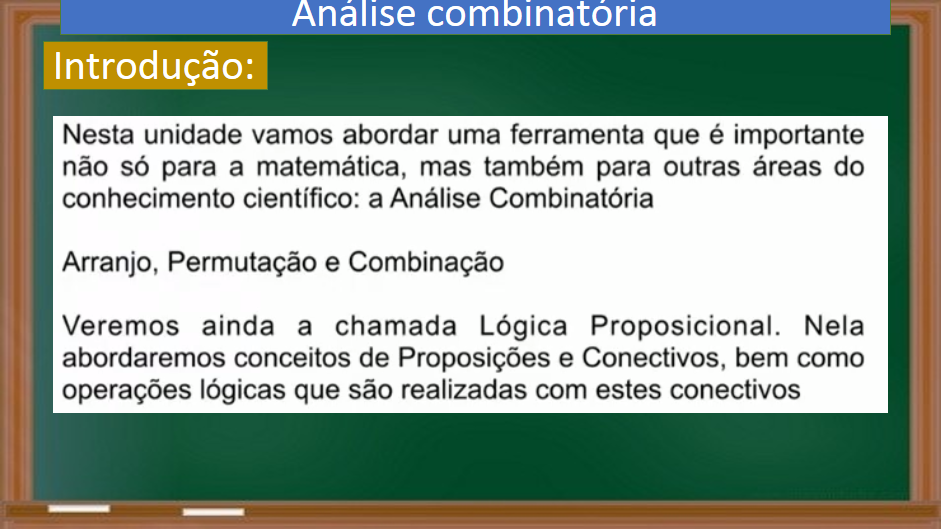 Análise combinatória
Introdução:
Nesta unidade vamos abordar uma ferramenta que é importante
não só para a matemática, mas também para outras áreas do
conhecimento científico: a Análise Combinatória
Arranjo, Permutação e Combinação
Veremos ainda a chamada Lógica Proposicional. Nela
abordaremos conceitos de Proposições e Conectivos, bem como
operações lógicas que são realizadas com estes conectivos